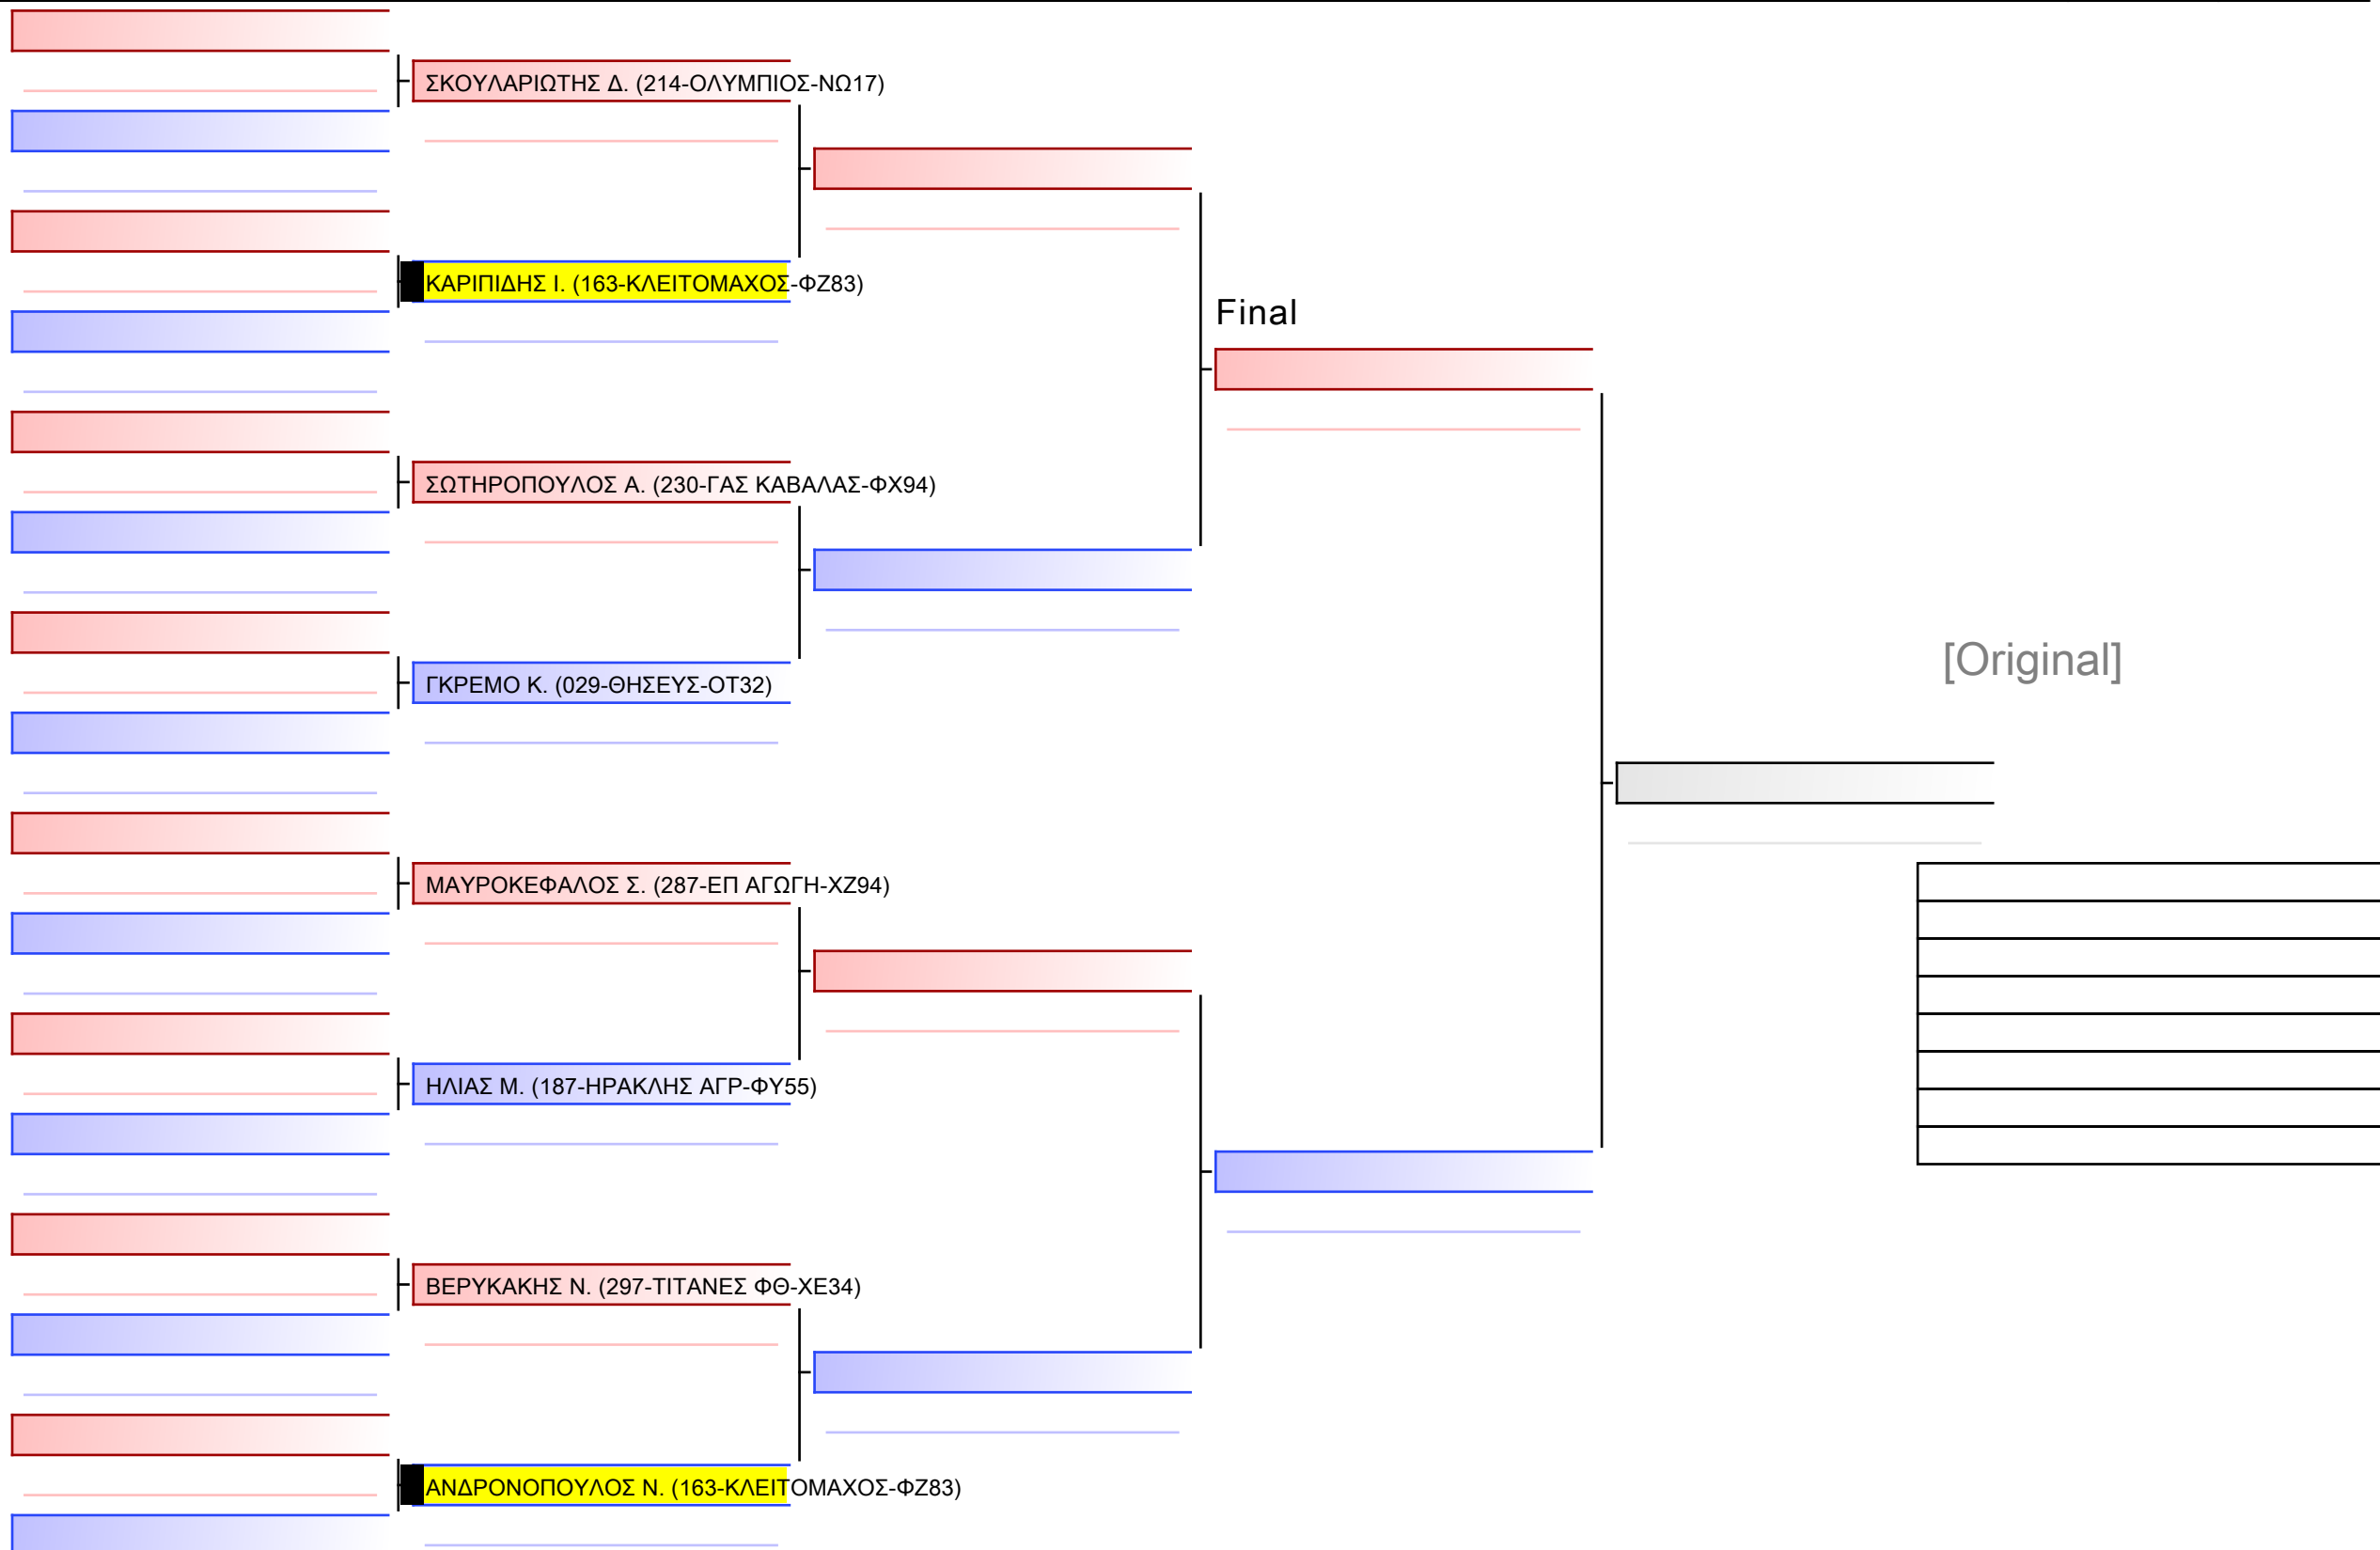 ΣΚΟΥΛΑΡΙΩΤΗΣ Δ. (214-ΟΛΥΜΠΙΟΣ-ΝΩ17)
ΚΑΡΙΠΙΔΗΣ Ι. (163-ΚΛΕΙΤΟΜΑΧΟΣ-ΦΖ83)
Final
ΣΩΤΗΡΟΠΟΥΛΟΣ Α. (230-ΓΑΣ ΚΑΒΑΛΑΣ-ΦΧ94)
[Original]
ΓΚΡΕΜΟ Κ. (029-ΘΗΣΕΥΣ-ΟΤ32)
ΜΑΥΡΟΚΕΦΑΛΟΣ Σ. (287-ΕΠ ΑΓΩΓΗ-ΧΖ94)
ΗΛΙΑΣ Μ. (187-ΗΡΑΚΛΗΣ ΑΓΡ-ΦΥ55)
ΒΕΡΥΚΑΚΗΣ Ν. (297-ΤΙΤΑΝΕΣ ΦΘ-ΧΕ34)
ΑΝΔΡΟΝΟΠΟΥΛΟΣ Ν. (163-ΚΛΕΙΤΟΜΑΧΟΣ-ΦΖ83)